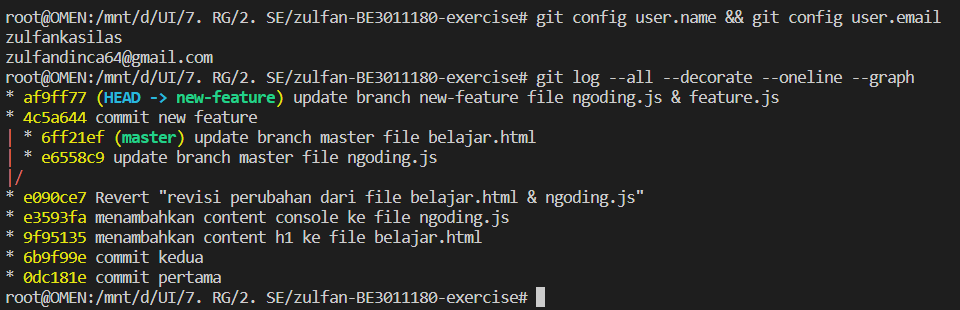 root@OMEN:/mnt/d/UI/7. RG/2. SE/zulfan-BE3011180-exercise# git config user.name && git config user.email
zulfankasilas
zulfandinca64@gmail.com
root@OMEN:/mnt/d/UI/7. RG/2. SE/zulfan-BE3011180-exercise# git log --all --decorate --oneline --graph
* af9ff77 (HEAD -> new-feature) update branch new-feature file ngoding.js & feature.js
* 4c5a644 commit new feature
| * 6ff21ef (master) update branch master file belajar.html
| * e6558c9 update branch master file ngoding.js
|/
* e090ce7 Revert "revisi perubahan dari file belajar.html & ngoding.js"
* e3593fa menambahkan content console ke file ngoding.js
* 9f95135 menambahkan content h1 ke file belajar.html
* 6b9f99e commit kedua
* 0dc181e commit pertama
root@OMEN:/mnt/d/UI/7. RG/2. SE/zulfan-BE3011180-exercise#